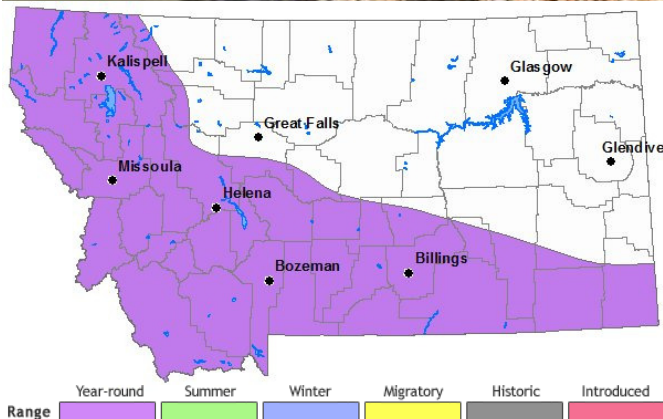 Kalispell
Glasgow
Great Falls
Glendive
Missoula
Helena
Bozeman
Billings
Year-round Summer Winter Migratory Historic Introduced
Range